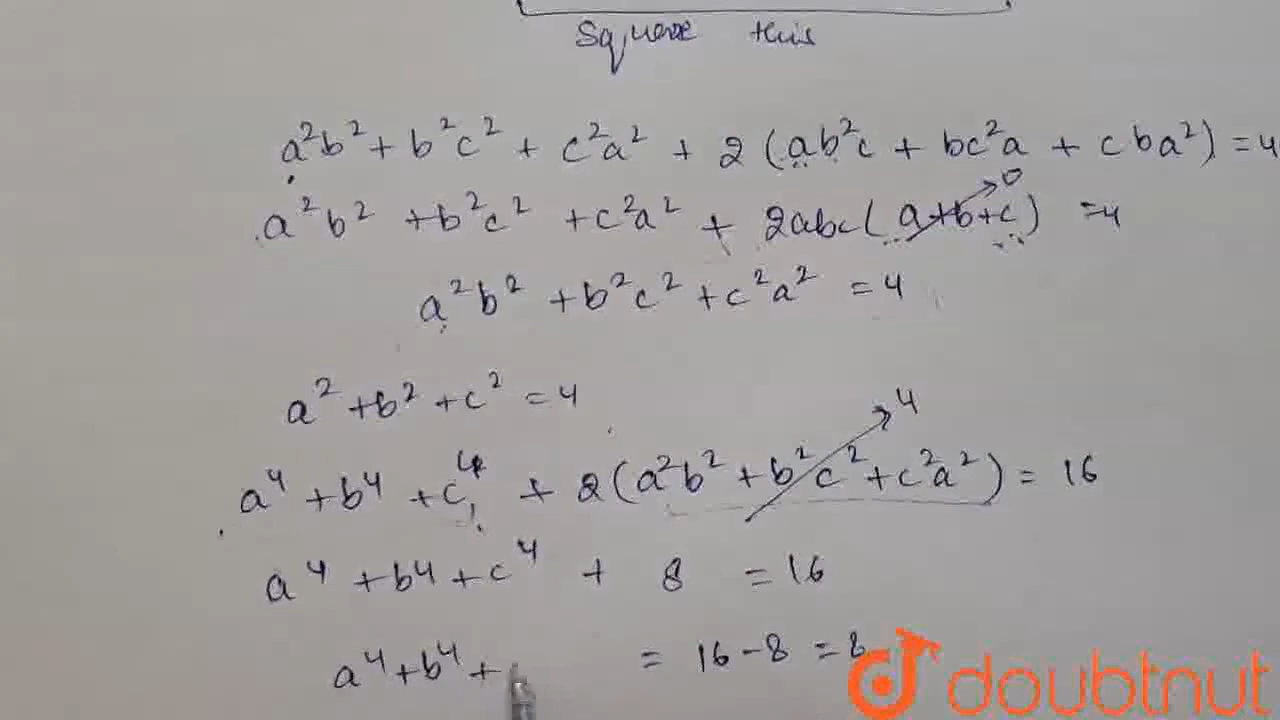 Square this
a²b² + b²c² + c²a² + 2 (ab²c + bc²a + cba²) = 4
a²b² + b²c² + c²a² + 2abc( a+b+c ) = 4
0
a²b² + b²c² + c²a² = 4
a² + b² + c² = 4
4
a⁴ + b⁴ + c⁴ + 2(a²b² + b²c² + c²a²) = 16
a⁴ + b⁴ + c⁴ + 8 = 16
a⁴ + b⁴ + = 16 - 8 = 8
doubtnut